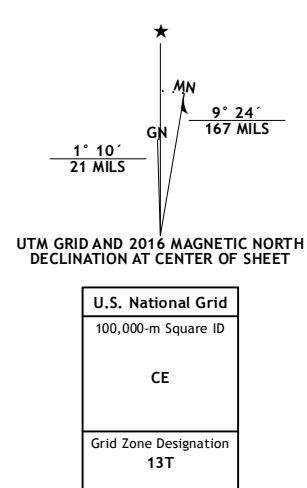 ★
MN
GN
9° 24´
167 MILS
1° 10´
21 MILS
UTM GRID AND 2016 MAGNETIC NORTH
DECLINATION AT CENTER OF SHEET
U.S. National Grid
100,000-m Square ID
CE
Grid Zone Designation
13T